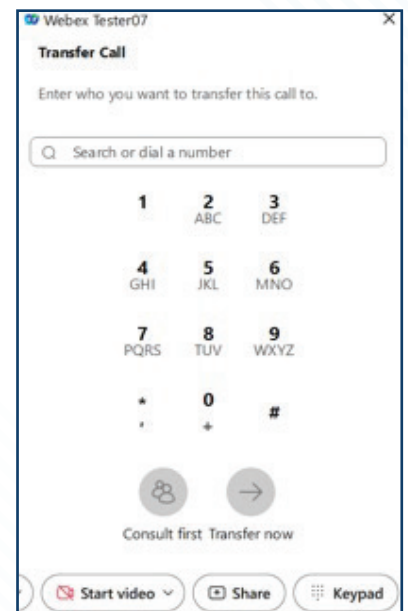 Webex Tester07
Transfer Call
Enter who you want to transfer this call to.
Search or dial a number
1 2 3
ABC DEF
4 5 6
GHI JKL MNO
7 8 9
PQRS TUV WXYZ
* 0 #
, +
Consult first Transfer now
Start video Share Keypad